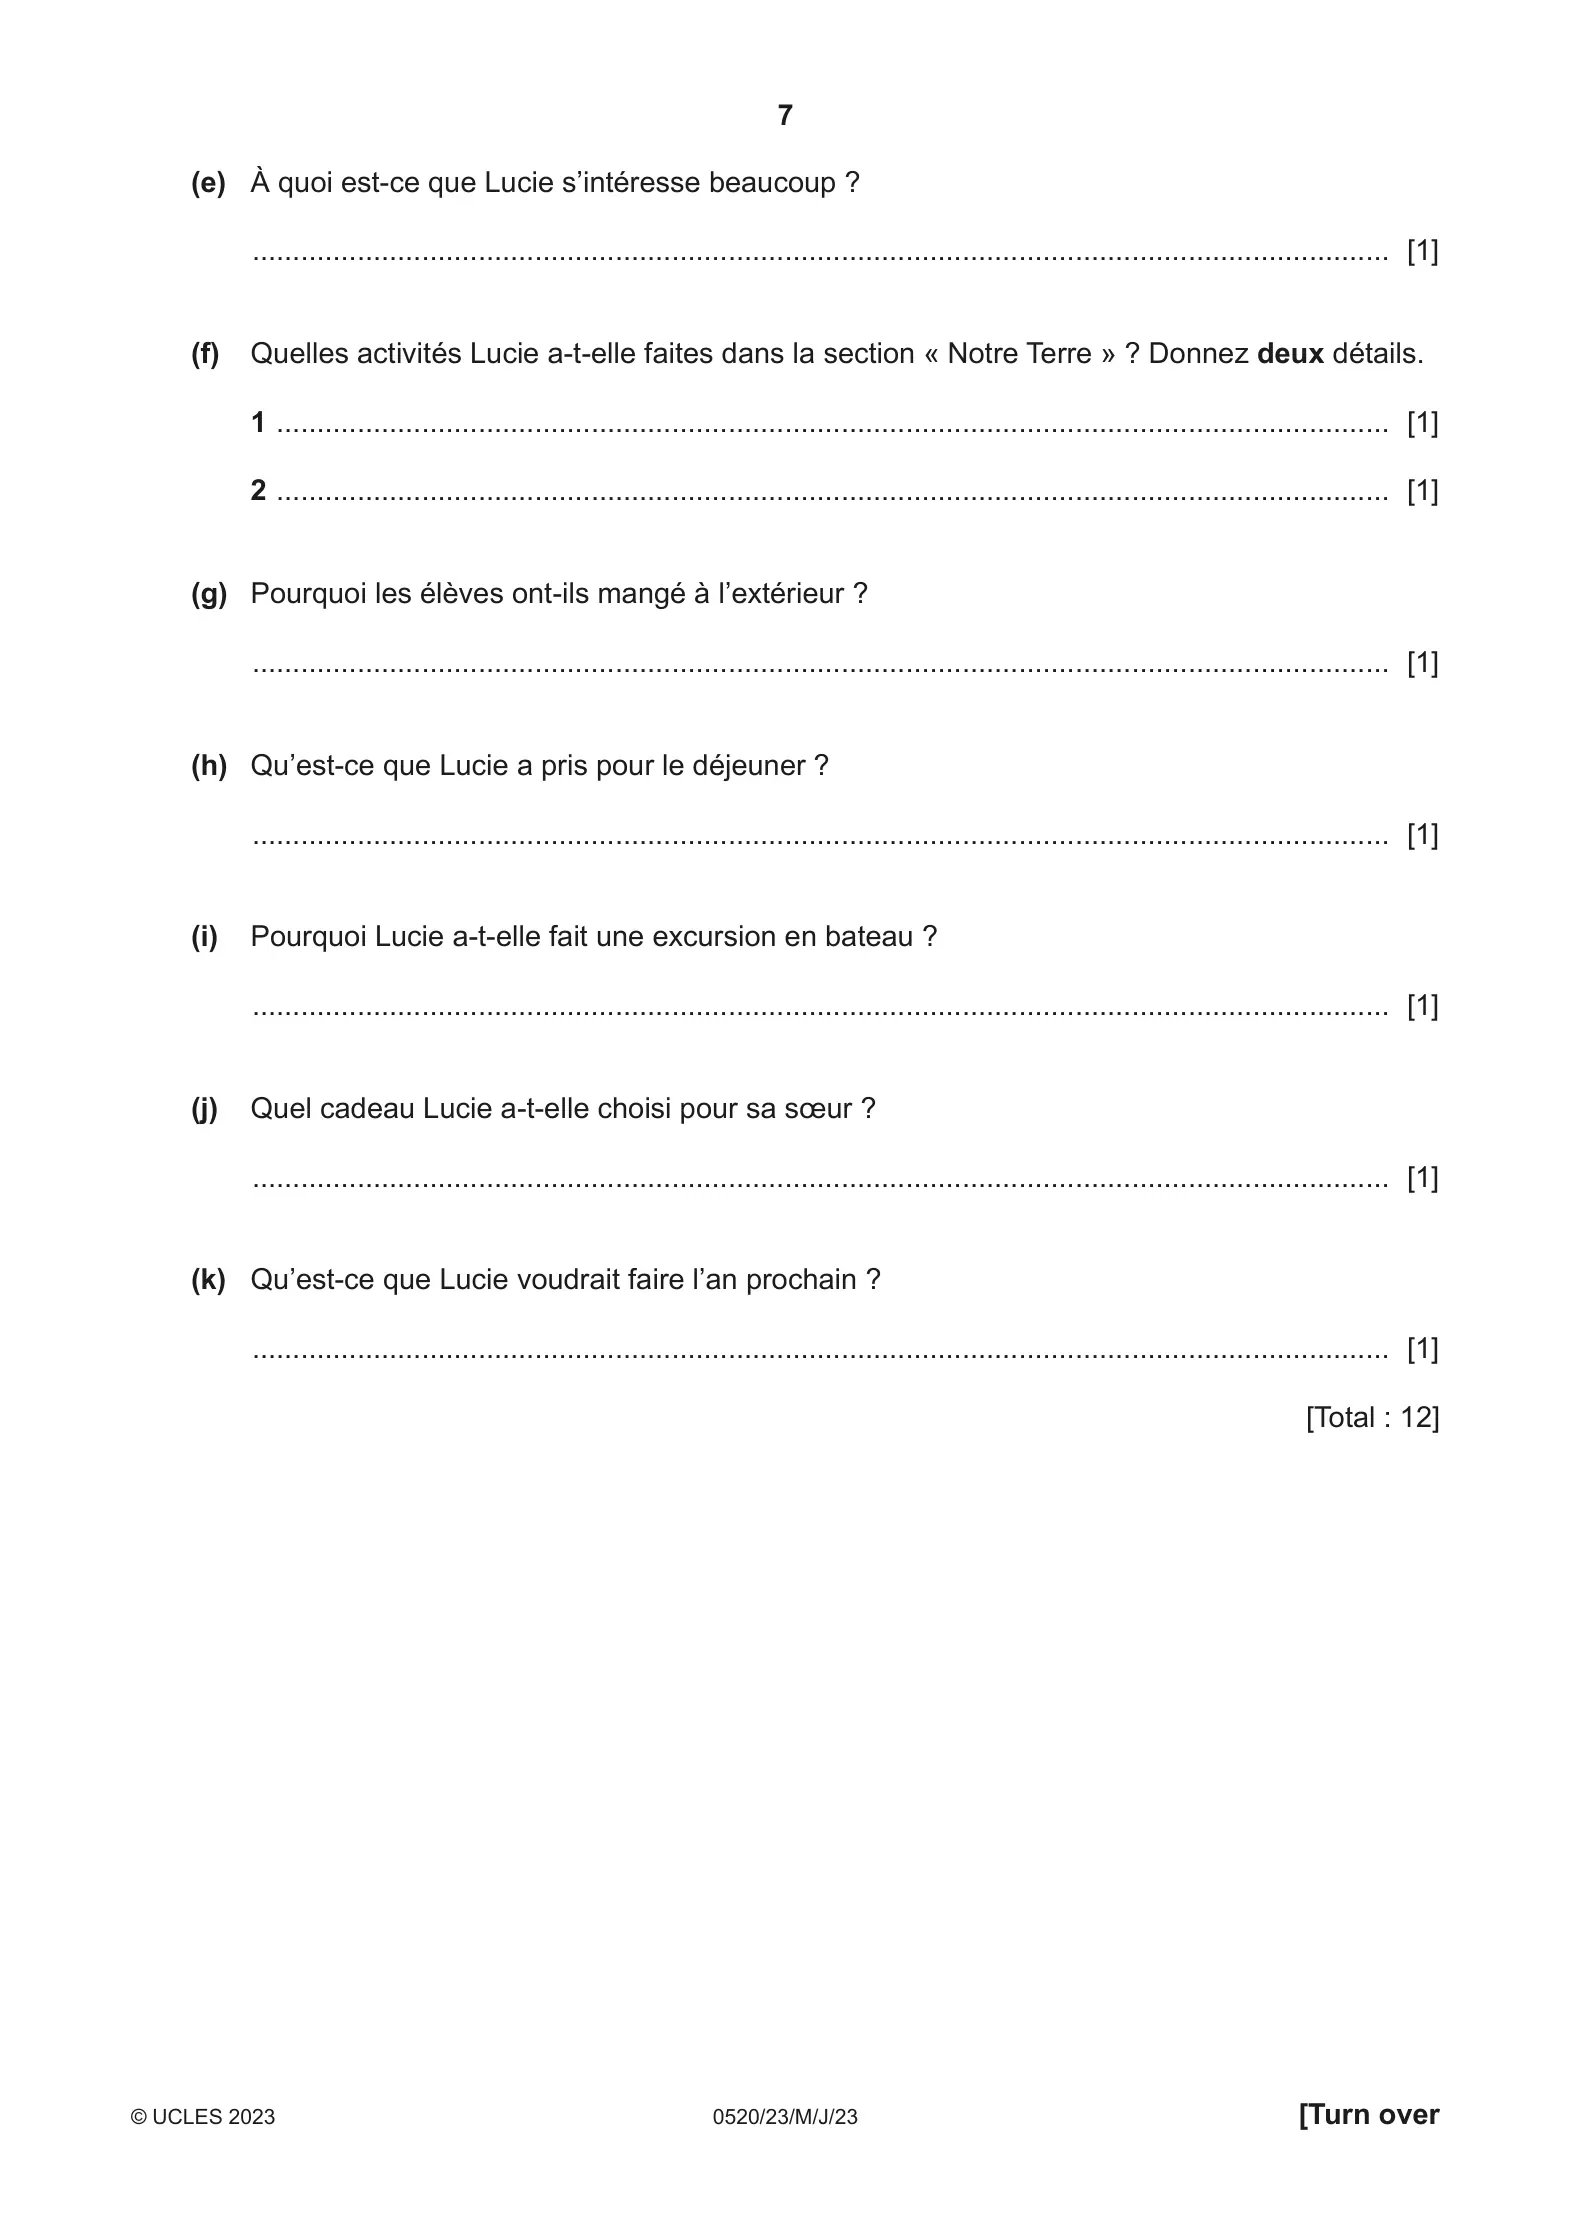 7
(e) À quoi est-ce que Lucie s’intéresse beaucoup ?
.................................................................................................................................................. [1]
(f) Quelles activités Lucie a-t-elle faites dans la section « Notre Terre » ? Donnez deux détails.
1 .............................................................................................................................................. [1]
2 .............................................................................................................................................. [1]
(g) Pourquoi les élèves ont-ils mangé à l’extérieur ?
.................................................................................................................................................. [1]
(h) Qu’est-ce que Lucie a pris pour le déjeuner ?
.................................................................................................................................................. [1]
(i) Pourquoi Lucie a-t-elle fait une excursion en bateau ?
.................................................................................................................................................. [1]
(j) Quel cadeau Lucie a-t-elle choisi pour sa sœur ?
.................................................................................................................................................. [1]
(k) Qu’est-ce que Lucie voudrait faire l’an prochain ?
.................................................................................................................................................. [1]
[Total : 12]
© UCLES 2023 0520/23/M/J/23 [Turn over